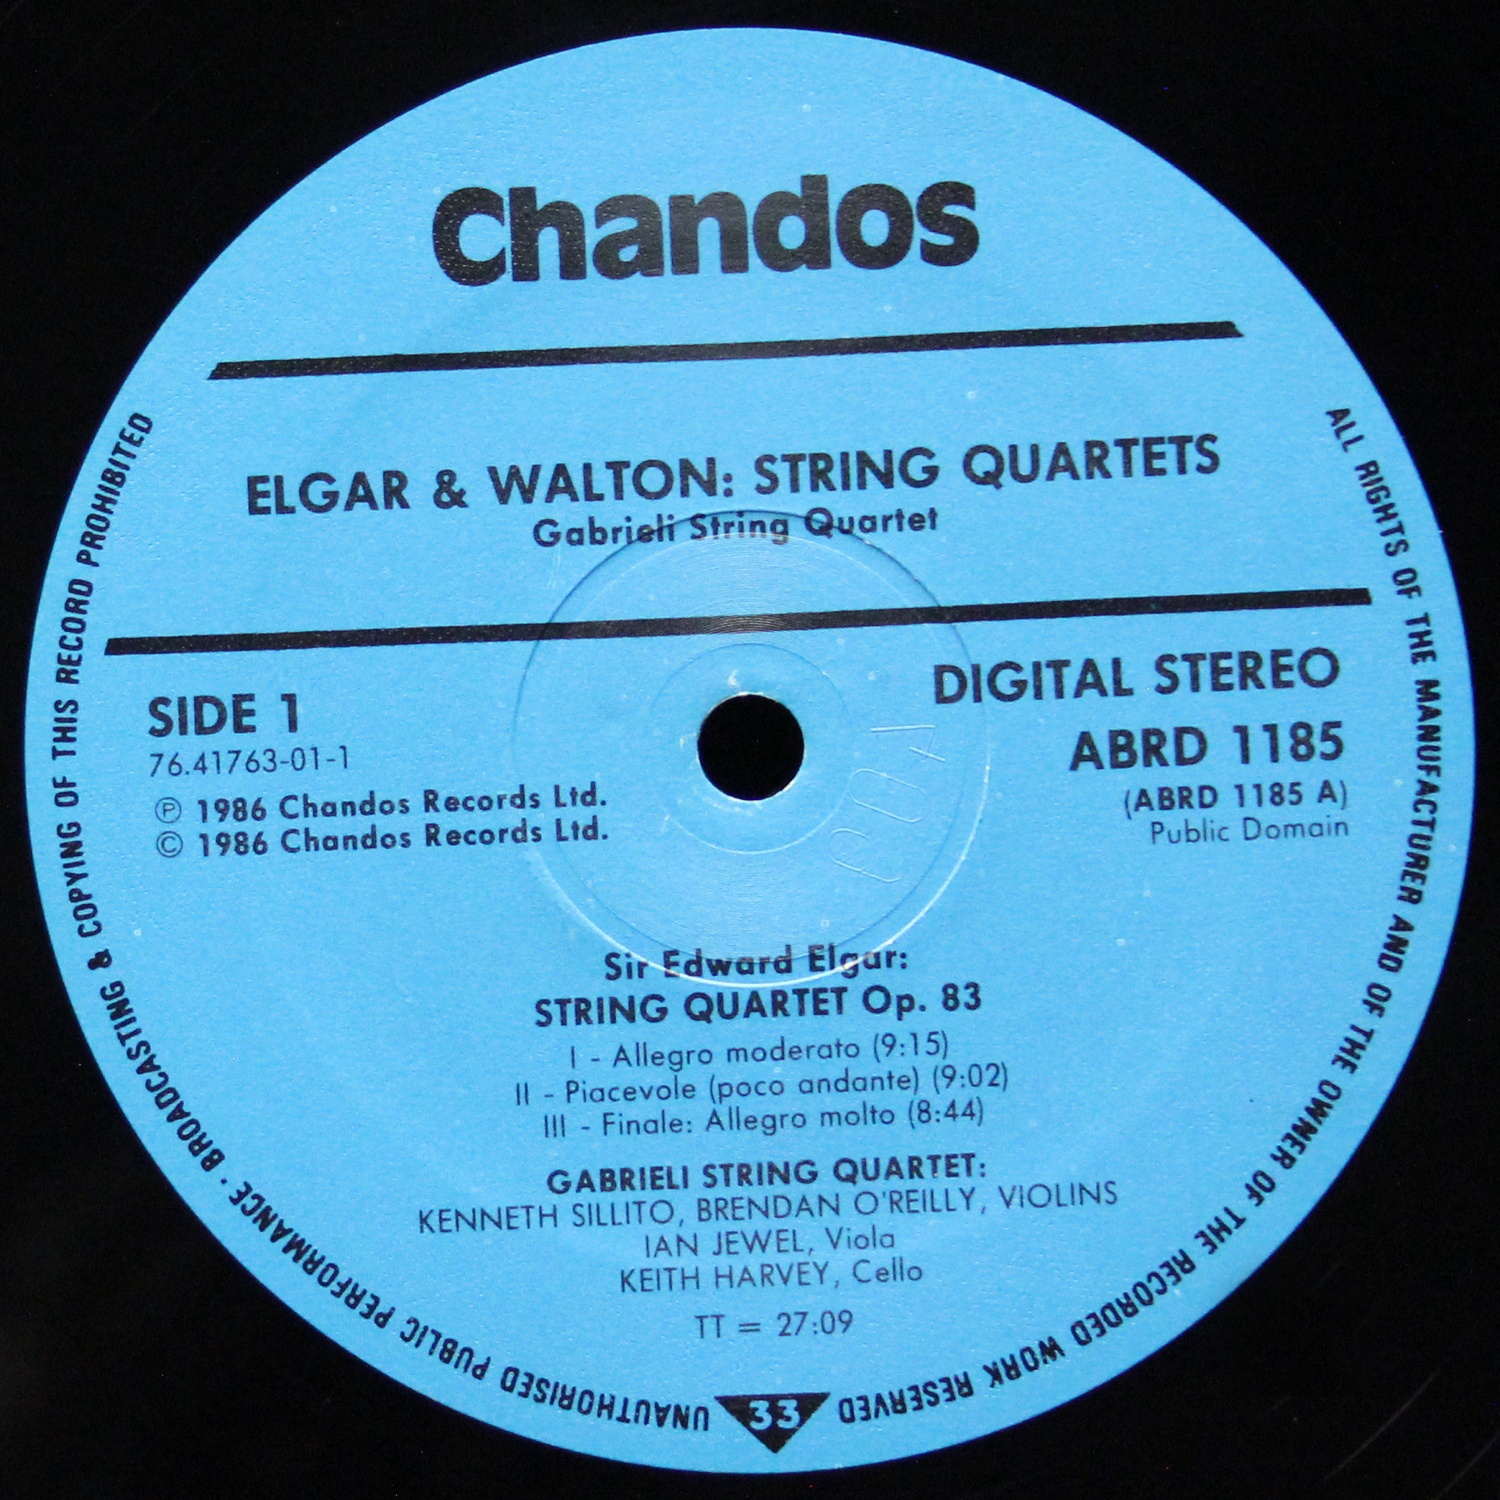 Chandos
ELGAR & WALTON: STRING QUARTETS
Gabrieli String Quartet
SIDE 1
76.41763-01-1
℗ 1986 Chandos Records Ltd.
© 1986 Chandos Records Ltd.
DIGITAL STEREO
ABRD 1185
(ABRD 1185 A)
Public Domain
Sir Edward Elgar:
STRING QUARTET Op. 83
I - Allegro moderato (9:15)
II - Piacevole (poco andante) (9:02)
III - Finale: Allegro molto (8:44)
GABRIELI STRING QUARTET:
KENNETH SILLITO, BRENDAN O'REILLY, VIOLINS
IAN JEWEL, Viola
KEITH HARVEY, Cello
TT = 27:09
33
ALL RIGHTS OF THE MANUFACTURER AND OF THE OWNER OF THE RECORDED WORK RESERVED
UNAUTHORISED PUBLIC PERFORMANCE · BROADCASTING & COPYING OF THIS RECORD PROHIBITED